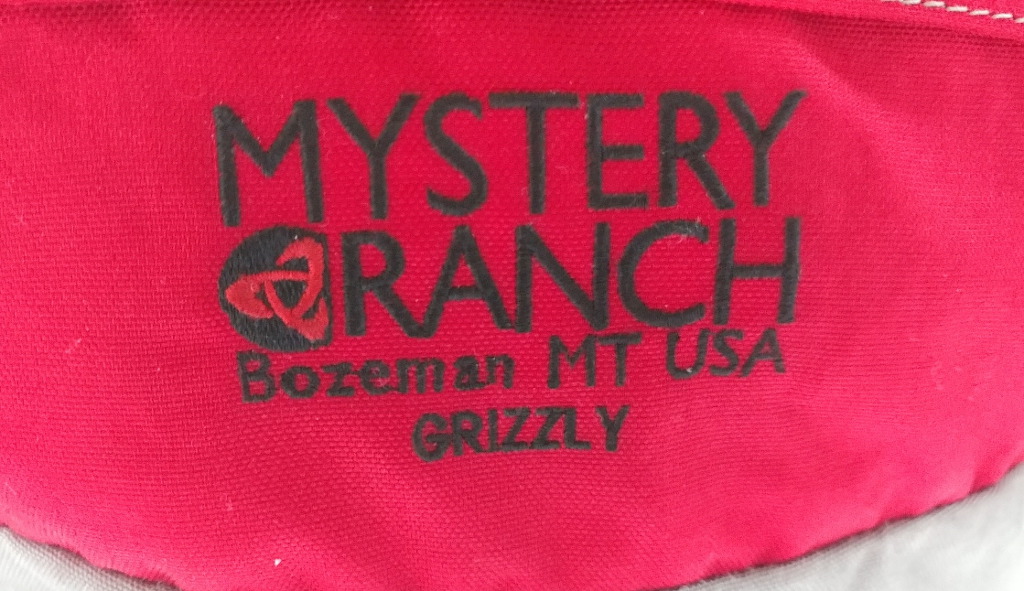 MYSTERY
RANCH
Bozeman MT USA
GRIZZLY